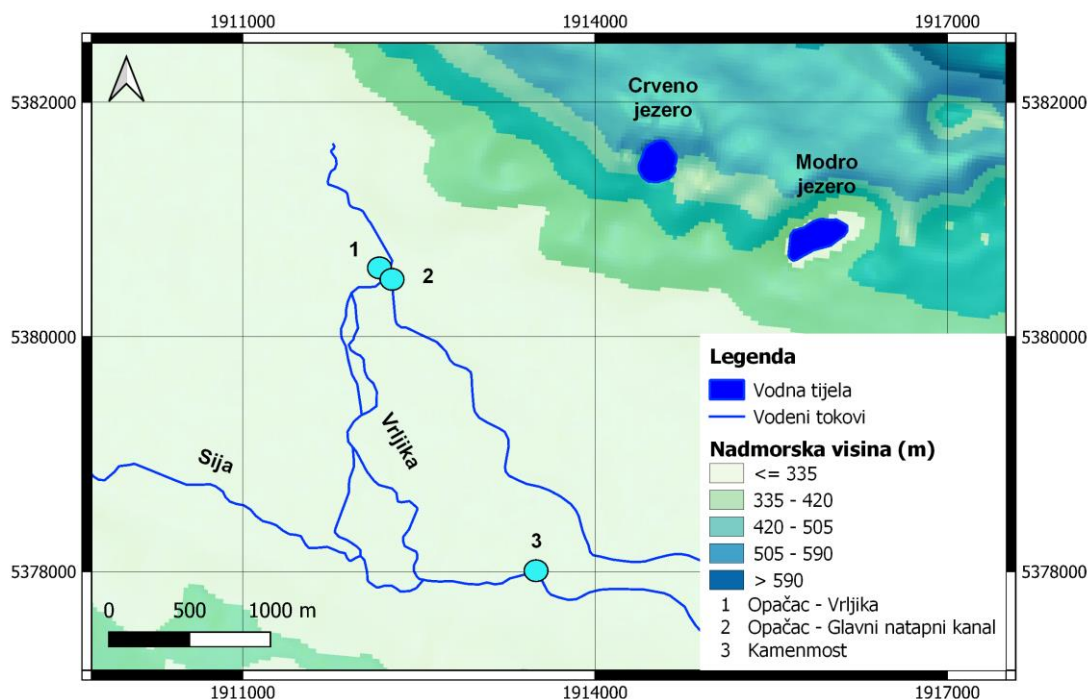 1911000 1914000 1917000
5382000 5382000
Crveno
jezero
Modro
jezero
1
2
5380000 5380000
Vrljika
Sija
3
5378000 5378000
0 500 1000 m
Legenda
Vodna tijela
Vodeni tokovi
Nadmorska visina (m)
<= 335
335 - 420
420 - 505
505 - 590
> 590
1 Opačac - Vrljika
2 Opačac - Glavni natapni kanal
3 Kamenmost
1911000 1914000 1917000